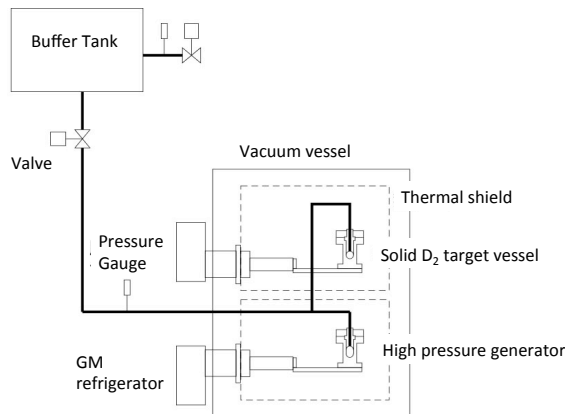 Buffer Tank
Valve
Vacuum vessel
Thermal shield
Pressure
Gauge
Solid D₂ target vessel
High pressure generator
GM
refrigerator